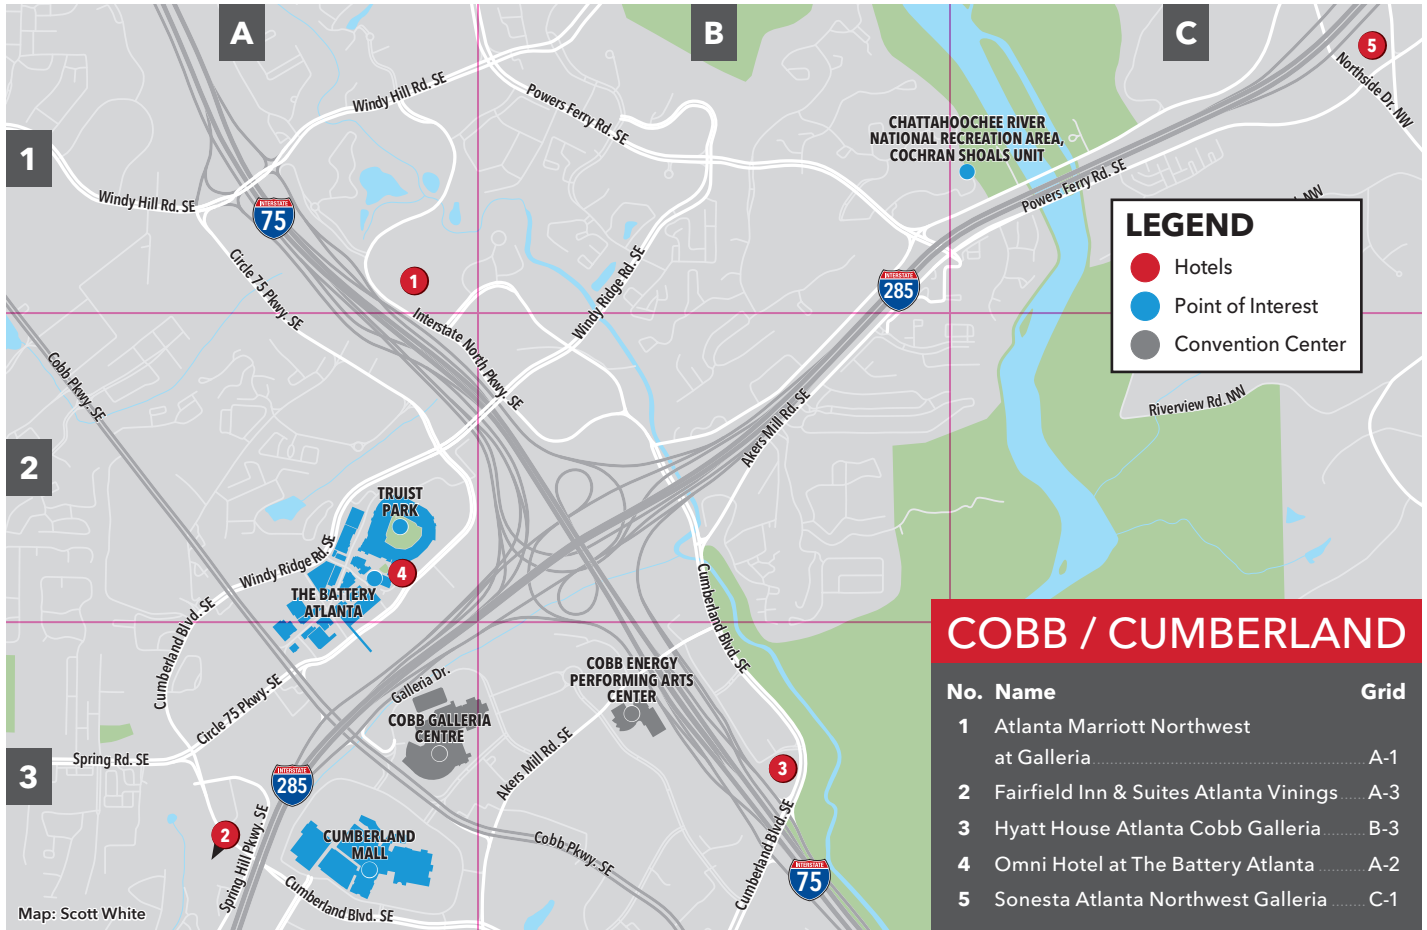 A
B
C
1
2
3
Windy Hill Rd. SE
Powers Ferry Rd. SE
CHATTAHOOCHEE RIVER
NATIONAL RECREATION AREA,
COCHRAN SHOALS UNIT
5
Northside Dr. NW
Windy Hill Rd. SE
INTERSTATE
75
Powers Ferry Rd. SE
NW
LEGEND
Hotels
Point of Interest
Convention Center
Circle 75 Pkwy. SE
1
Windy Ridge Rd. SE
INTERSTATE
285
Interstate North Pkwy. SE
Cobb Pkwy. SE
Akers Mill Rd. SE
Riverview Rd. NW
TRUIST
PARK
Windy Ridge Rd. SE
4
THE BATTERY
ATLANTA
Cumberland Blvd. SE
Cumberland Blvd. SE
Circle 75 Pkwy. SE
Galleria Dr.
COBB GALLERIA
CENTRE
COBB ENERGY
PERFORMING ARTS
CENTER
Akers Mill Rd. SE
Spring Rd. SE
INTERSTATE
285
3
2
Spring Hill Pkwy. SE
CUMBERLAND
MALL
Cobb Pkwy. SE
Cumberland Blvd. SE
INTERSTATE
75
Cumberland Blvd. SE
Map: Scott White
COBB / CUMBERLAND
No. Name Grid
1 Atlanta Marriott Northwest
at Galleria A-1
2 Fairfield Inn & Suites Atlanta Vinings A-3
3 Hyatt House Atlanta Cobb Galleria B-3
4 Omni Hotel at The Battery Atlanta A-2
5 Sonesta Atlanta Northwest Galleria C-1